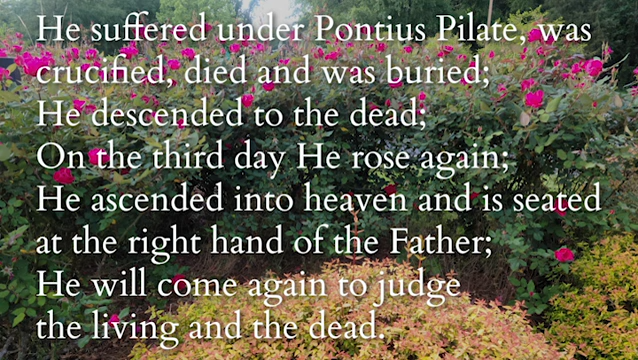 He suffered under Pontius Pilate, was
crucified, died and was buried;
He descended to the dead;
On the third day He rose again;
He ascended into heaven and is seated
at the right hand of the Father;
He will come again to judge
the living and the dead.